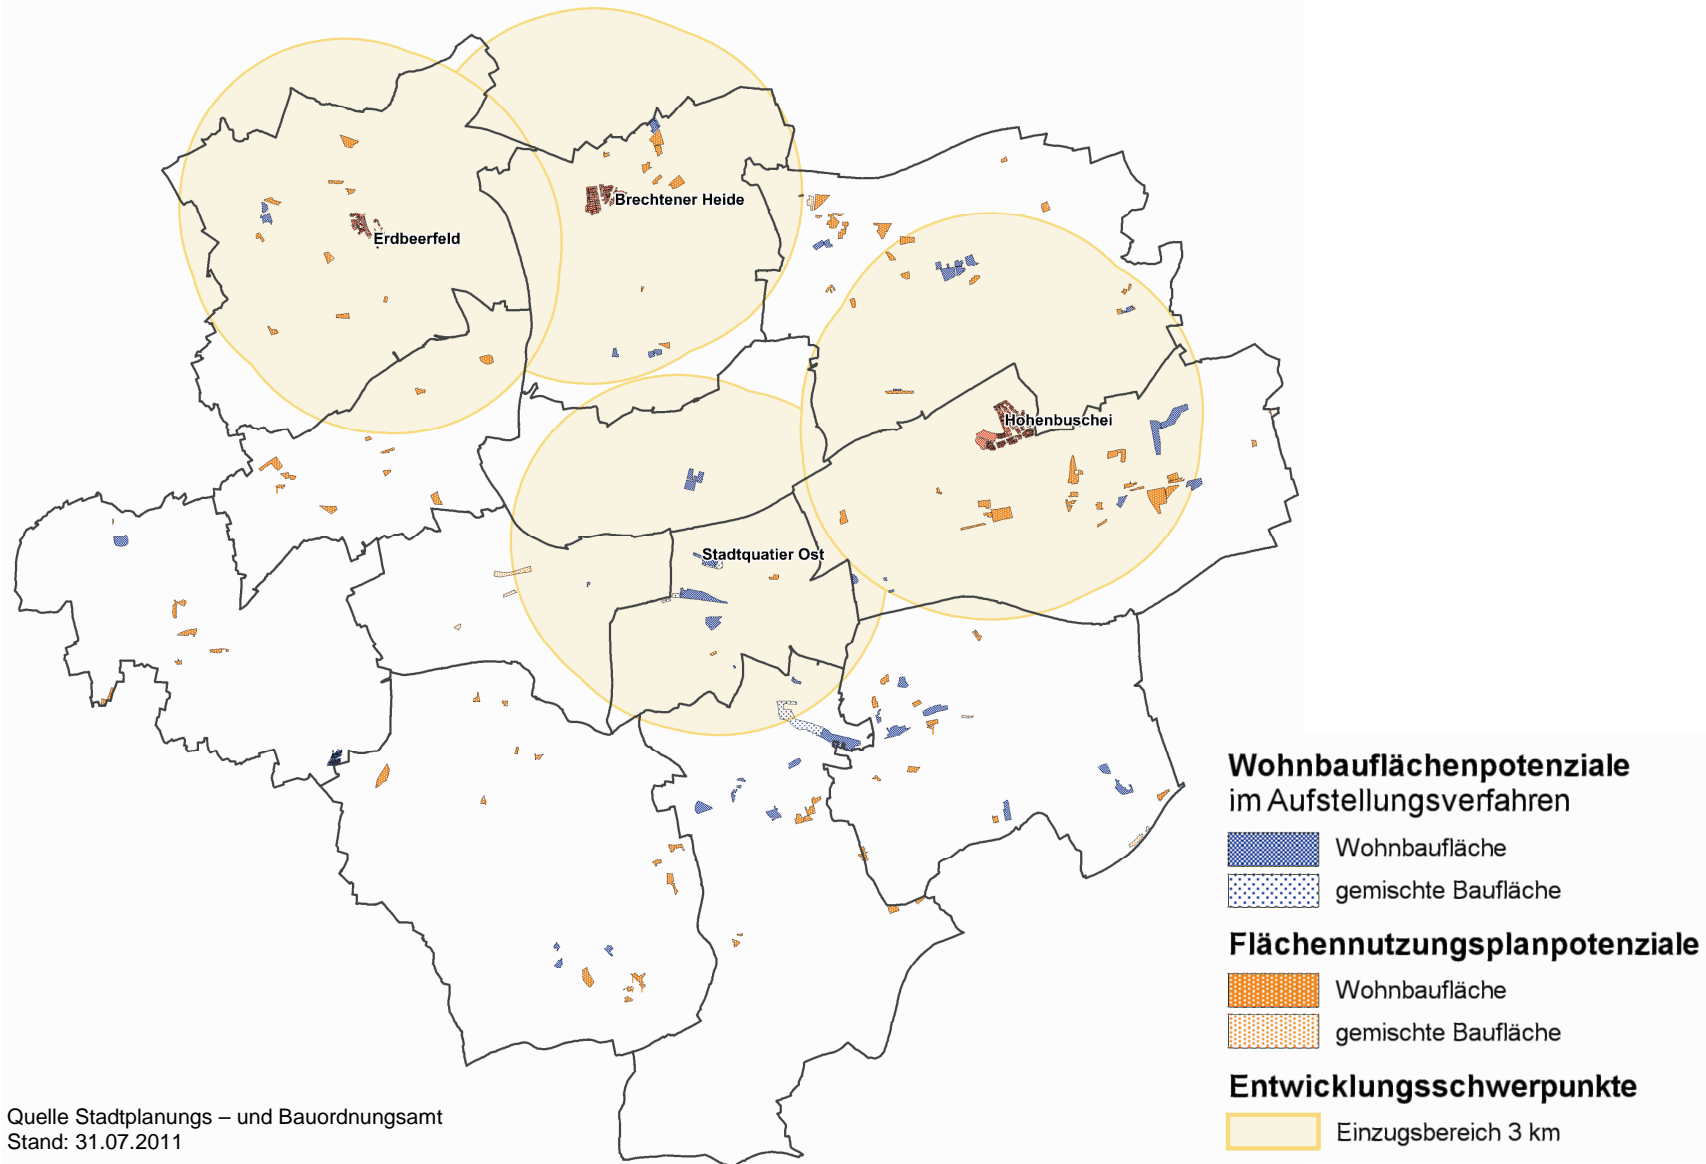 Brechtener Heide
Erdbeerfeld
Hohenbuschei
Stadtquatier Ost
Wohnbauflächenpotenziale
im Aufstellungsverfahren
Wohnbaufläche
gemischte Baufläche
Flächennutzungsplanpotenziale
Wohnbaufläche
gemischte Baufläche
Entwicklungsschwerpunkte
Einzugsbereich 3 km
Quelle Stadtplanungs – und Bauordnungsamt
Stand: 31.07.2011